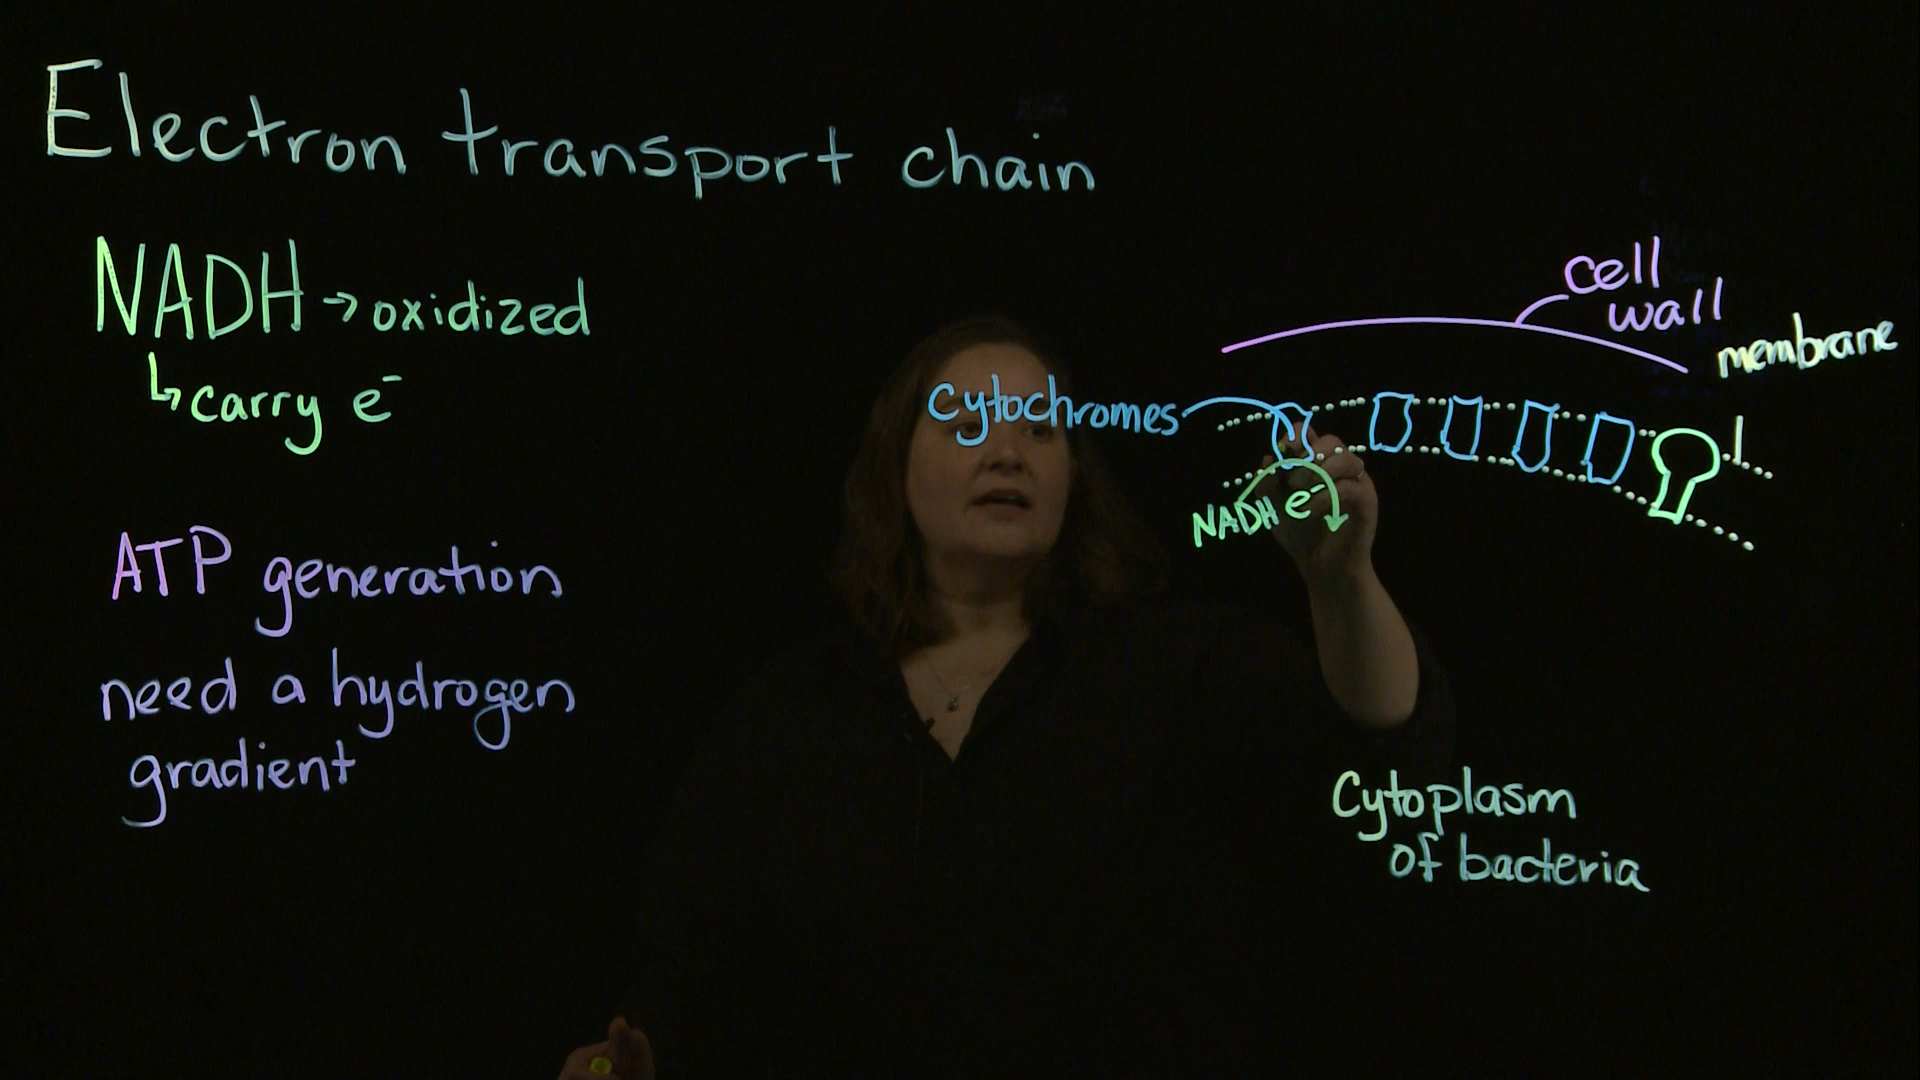 Electron transport chain
NADH → oxidized
↳ carry e⁻
ATP generation
need a hydrogen
gradient
cell
wall
membrane
Cytochromes
NADH e⁻
Cytoplasm
of bacteria